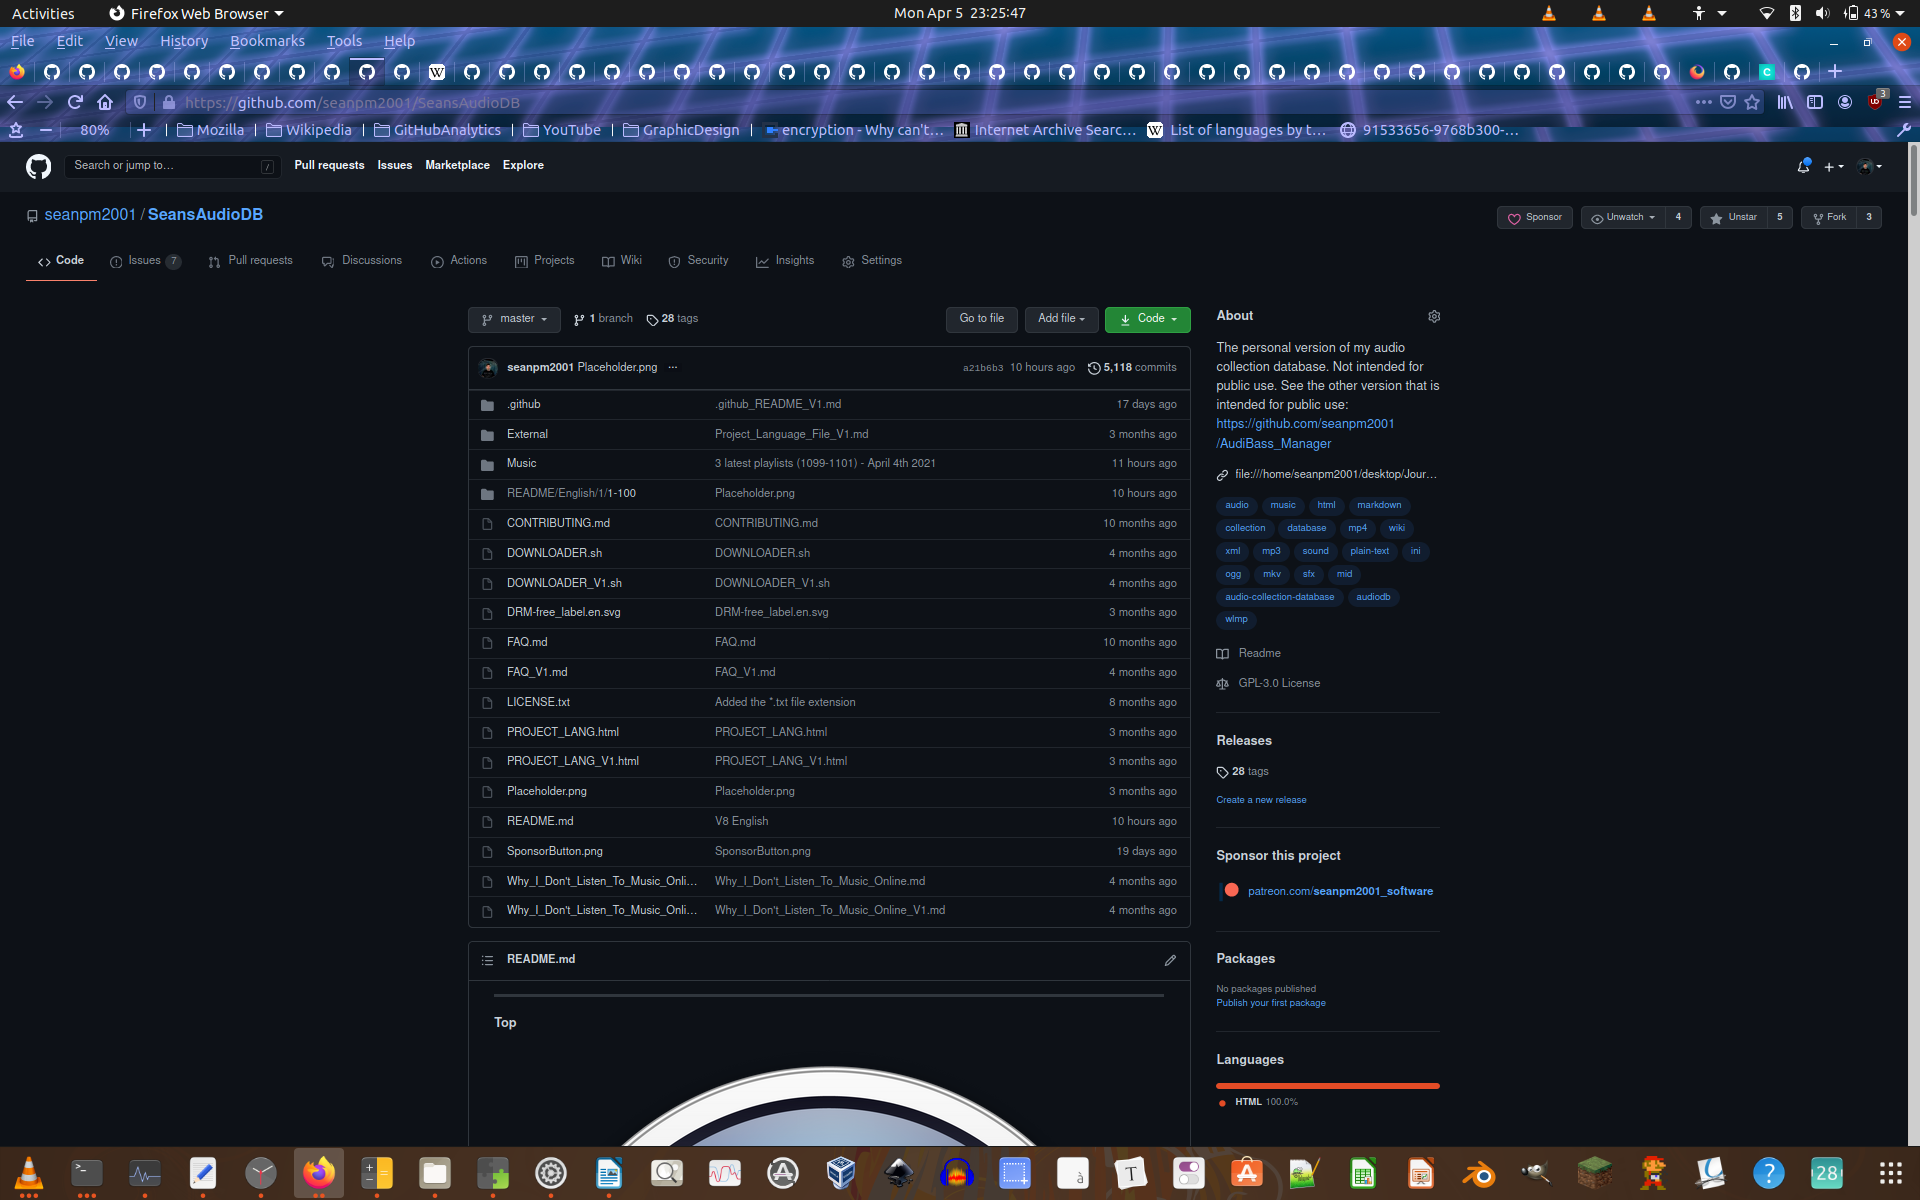 Activities
Firefox Web Browser
Mon Apr 5 23:25:47
43 %
File Edit View History Bookmarks Tools Help
https://github.com/seanpm2001/SeansAudioDB
3
80%
Mozilla
Wikipedia
GitHubAnalytics
YouTube
GraphicDesign
encryption - Why can't…
Internet Archive Searc…
List of languages by t…
91533656-9768b300-…
Search or jump to…
/
Pull requests
Issues
Marketplace
Explore
seanpm2001 / SeansAudioDB
Sponsor
Unwatch 4
Unstar 5
Fork 3
Code
Issues 7
Pull requests
Discussions
Actions
Projects
Wiki
Security
Insights
Settings
master
1 branch
28 tags
Go to file
Add file
Code
seanpm2001 Placeholder.png ···
a21b6b3 10 hours ago
5,118 commits
.github .github_README_V1.md 17 days ago
External Project_Language_File_V1.md 3 months ago
Music 3 latest playlists (1099-1101) - April 4th 2021 11 hours ago
README/English/1/1-100 Placeholder.png 10 hours ago
CONTRIBUTING.md CONTRIBUTING.md 10 months ago
DOWNLOADER.sh DOWNLOADER.sh 4 months ago
DOWNLOADER_V1.sh DOWNLOADER_V1.sh 4 months ago
DRM-free_label.en.svg DRM-free_label.en.svg 3 months ago
FAQ.md FAQ.md 10 months ago
FAQ_V1.md FAQ_V1.md 4 months ago
LICENSE.txt Added the *.txt file extension 8 months ago
PROJECT_LANG.html PROJECT_LANG.html 3 months ago
PROJECT_LANG_V1.html PROJECT_LANG_V1.html 3 months ago
Placeholder.png Placeholder.png 3 months ago
README.md V8 English 10 hours ago
SponsorButton.png SponsorButton.png 19 days ago
Why_I_Don't_Listen_To_Music_Onli… Why_I_Don't_Listen_To_Music_Online.md 4 months ago
Why_I_Don't_Listen_To_Music_Onli… Why_I_Don't_Listen_To_Music_Online_V1.md 4 months ago
README.md
Top
About
The personal version of my audio
collection database. Not intended for
public use. See the other version that is
intended for public use:
https://github.com/seanpm2001
/AudiBass_Manager
file:///home/seanpm2001/desktop/Jour…
audio music html markdown
collection database mp4 wiki
xml mp3 sound plain-text ini
ogg mkv sfx mid
audio-collection-database audiodb
wlmp
Readme
GPL-3.0 License
Releases
28 tags
Create a new release
Sponsor this project
patreon.com/seanpm2001_software
Packages
No packages published
Publish your first package
Languages
HTML 100.0%
28